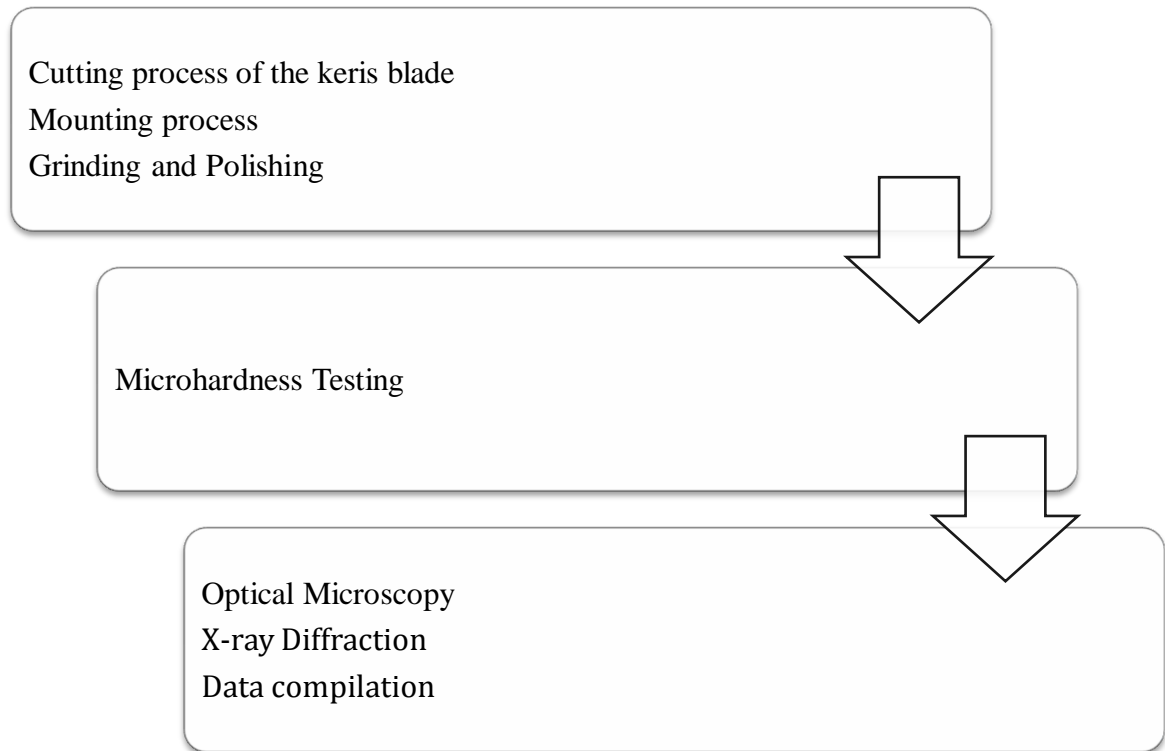 Cutting process of the keris blade
Mounting process
Grinding and Polishing
Microhardness Testing
Optical Microscopy
X-ray Diffraction
Data compilation